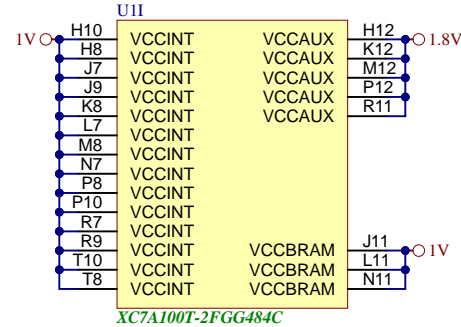 U1I
1V H10 VCCINT VCCAUX H12 1.8V
H8 VCCINT VCCAUX K12
J7 VCCINT VCCAUX M12
J9 VCCINT VCCAUX P12
K8 VCCINT VCCAUX R11
L7 VCCINT
M8 VCCINT
N7 VCCINT
P8 VCCINT
P10 VCCINT
R7 VCCINT
R9 VCCINT VCCBRAM J11 1V
T10 VCCINT VCCBRAM L11
T8 VCCINT VCCBRAM N11
XC7A100T-2FGG484C